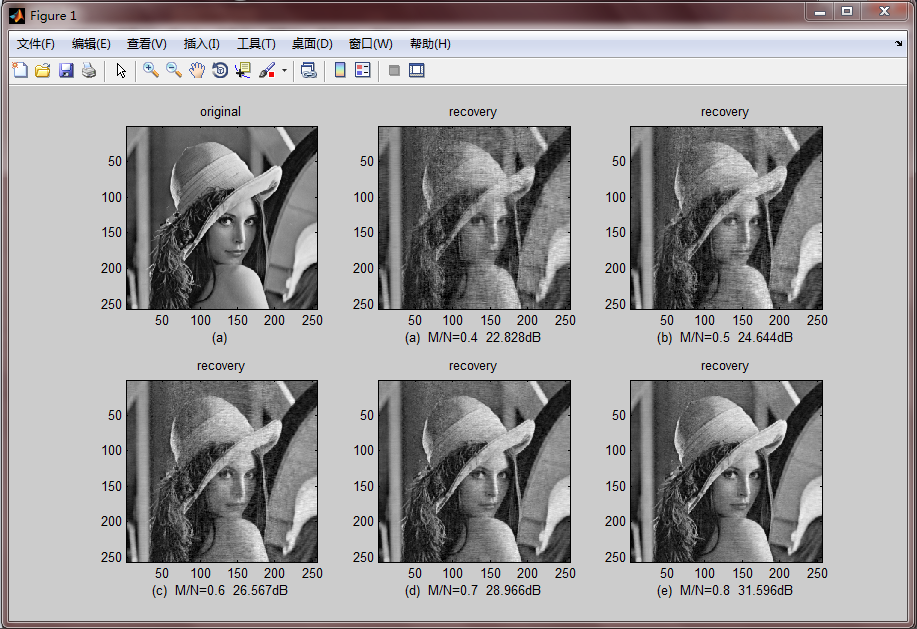 Figure 1
文件(F) 编辑(E) 查看(V) 插入(I) 工具(T) 桌面(D) 窗口(W) 帮助(H)
original
50
100
150
200
250
50 100 150 200 250
(a)
recovery
50
100
150
200
250
50 100 150 200 250
(a) M/N=0.4 22.828dB
recovery
50
100
150
200
250
50 100 150 200 250
(b) M/N=0.5 24.644dB
recovery
50
100
150
200
250
50 100 150 200 250
(c) M/N=0.6 26.567dB
recovery
50
100
150
200
250
50 100 150 200 250
(d) M/N=0.7 28.966dB
recovery
50
100
150
200
250
50 100 150 200 250
(e) M/N=0.8 31.596dB